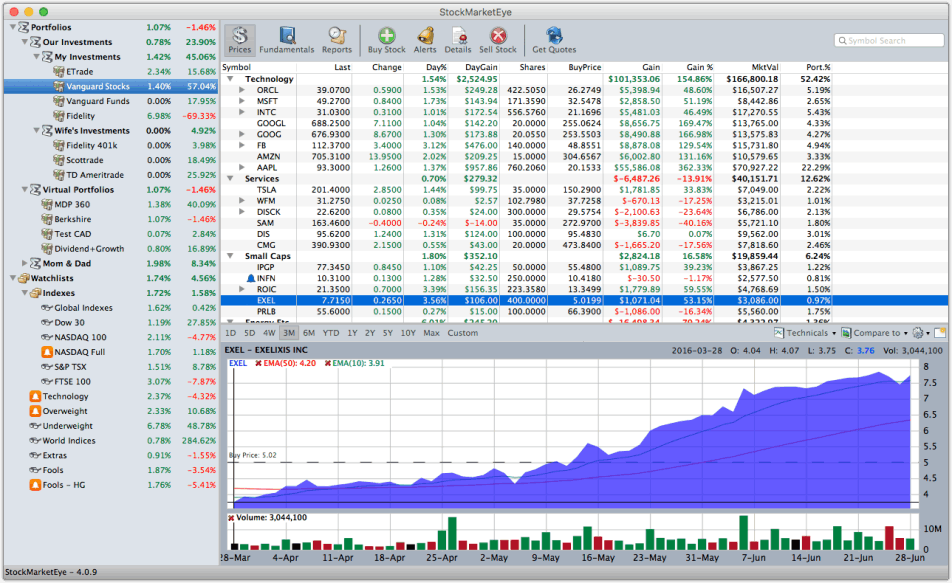 StockMarketEye
Portfolios 1.07% -1.46%
Our Investments 0.78% 23.90%
My Investments 1.42% 45.06%
ETrade 2.34% 15.68%
Vanguard Stocks 1.40% 57.04%
Vanguard Funds 0.00% 17.95%
Fidelity 6.98% -69.33%
Wife's Investments 0.00% 4.92%
Fidelity 401k 0.00% 3.98%
Scottrade 0.00% 18.49%
TD Ameritrade 0.00% 25.92%
Virtual Portfolios 1.07% -1.46%
MDP 360 1.38% 40.09%
Berkshire 1.07% -1.46%
Test CAD 0.07% 2.84%
Dividend+Growth 0.80% 16.89%
Mom & Dad 1.98% 8.34%
Watchlists 1.74% 4.56%
Indexes 1.72% 1.58%
Global Indexes 1.62% 0.42%
Dow 30 1.19% 27.85%
NASDAQ 100 2.11% -4.77%
NASDAQ Full 1.70% 1.18%
S&P TSX 1.51% 8.78%
FTSE 100 3.07% -7.87%
Technology 2.37% -4.32%
Overweight 2.33% 10.68%
Underweight 6.78% 48.78%
World Indices 0.78% 284.62%
Extras 0.91% -1.55%
Fools 1.87% -3.54%
Fools - HG 1.76% -5.41%
StockMarketEye - 4.0.9
Prices Fundamentals Reports Buy Stock Alerts Details Sell Stock Get Quotes
Symbol Search
Symbol Last Change Day% DayGain Shares BuyPrice Gain Gain % MktVal Port.%
Technology 1.54% $2,524.95 $101,353.06 154.86% $166,800.18 52.42%
ORCL 39.0700 0.5900 1.53% $249.28 422.5050 26.2749 $5,398.94 48.60% $16,507.27 5.19%
MSFT 49.2700 0.8400 1.73% $143.94 171.3590 32.5478 $2,858.50 51.19% $8,442.86 2.65%
INTC 31.0300 0.3100 1.01% $172.54 556.5760 21.1696 $5,481.03 46.49% $17,270.55 5.43%
GOOGL 688.2500 7.1100 1.04% $142.20 20.0000 255.0624 $8,656.75 169.47% $13,765.00 4.33%
GOOG 676.9300 8.6700 1.30% $173.88 20.0550 253.5503 $8,490.88 166.98% $13,575.83 4.27%
FB 112.3700 3.4000 3.12% $476.00 140.0000 48.8551 $8,878.08 129.54% $15,731.80 4.94%
AMZN 705.3100 13.9500 2.02% $209.25 15.0000 304.6567 $6,002.80 131.16% $10,579.65 3.33%
AAPL 93.3000 1.2600 1.37% $957.86 760.2060 20.1533 $55,586.08 362.33% $70,927.22 22.29%
Services 0.70% $279.32 $-6,487.26 -13.91% $40,151.71 12.62%
TSLA 201.4000 2.8500 1.44% $99.75 35.0000 150.2900 $1,781.85 33.83% $7,049.00 2.22%
WFM 31.2750 0.0250 0.08% $2.57 102.7980 37.7258 $-670.13 -17.25% $3,215.01 1.01%
DISCK 22.6200 0.0800 0.35% $24.00 300.0000 29.5754 $-2,100.63 -23.64% $6,786.00 2.13%
SAM 163.4600 -0.4000 -0.24% $-14.00 35.0000 272.9700 $-3,839.85 -40.16% $5,721.10 1.80%
DIS 95.6200 1.2400 1.31% $124.00 100.0000 95.4830 $6.70 0.07% $9,562.00 3.01%
CMG 390.9300 2.1500 0.55% $43.00 20.0000 473.8400 $-1,665.20 -17.56% $7,818.60 2.46%
Small Caps 1.80% $352.10 $2,824.18 16.58% $19,859.44 6.24%
IPGP 77.3450 0.8450 1.10% $42.25 50.0000 55.4800 $1,089.75 39.23% $3,867.25 1.22%
INFN 10.3100 0.1300 1.28% $32.50 250.0000 10.4180 $-30.50 -1.17% $2,577.50 0.81%
ROIC 21.3500 0.7000 3.39% $156.35 223.3580 13.3499 $1,779.89 59.55% $4,768.69 1.50%
EXEL 7.7150 0.2650 3.56% $106.00 400.0000 5.0199 $1,071.04 53.15% $3,086.00 0.97%
PRLB 55.6000 0.1500 0.27% $15.00 100.0000 66.3900 $-1,086.00 -16.34% $5,560.00 1.75%
1D 5D 4W 3M 6M YTD 1Y 2Y 5Y 10Y Max Custom Technicals Compare to
EXEL - EXELIXIS INC 2016-03-28 O: 4.04 H: 4.07 L: 3.75 C: 3.76 Vol: 3,044,100
EXEL EMA(50): 4.20 EMA(10): 3.91
8
7.5
7
6.5
6
5.5
Buy Price: 5.02
5
4.5
4
Volume: 3,044,100
10M
0
28-Mar 4-Apr 11-Apr 18-Apr 25-Apr 2-May 9-May 16-May 23-May 31-May 7-Jun 14-Jun 21-Jun 28-Jun